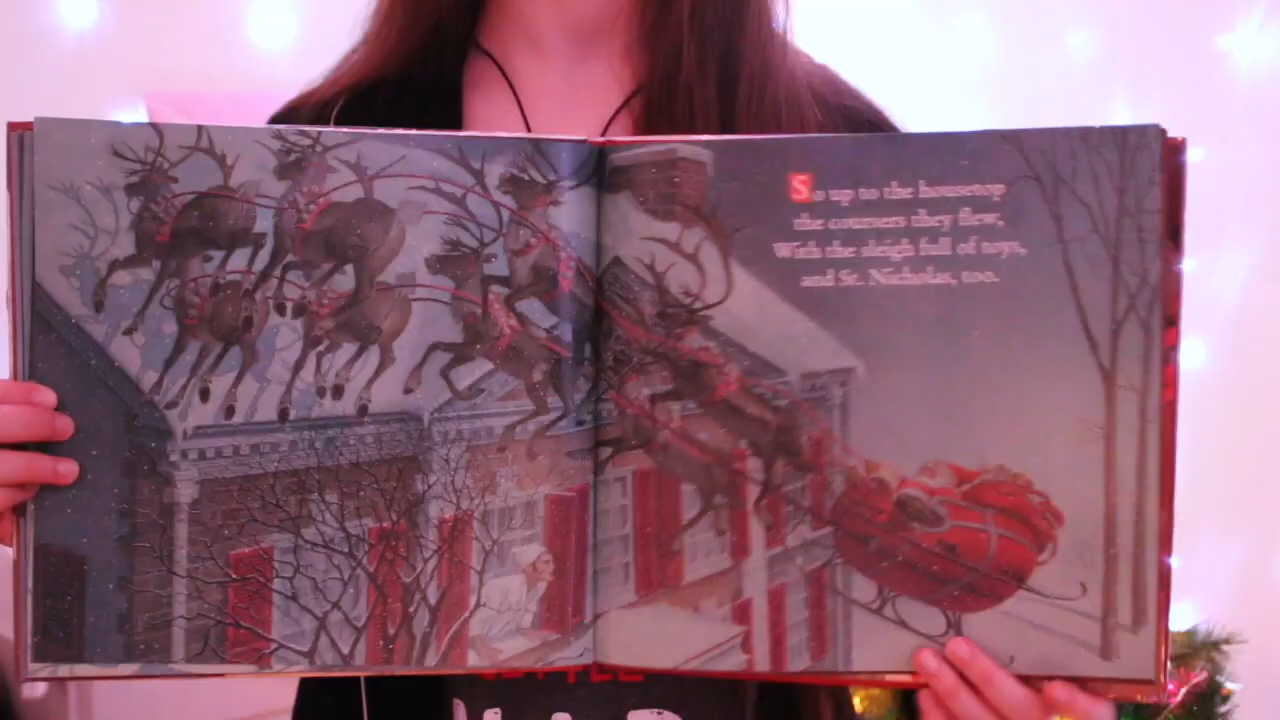 So up to the housetop
the coursers they flew,
With the sleigh full of toys,
and St. Nicholas, too.